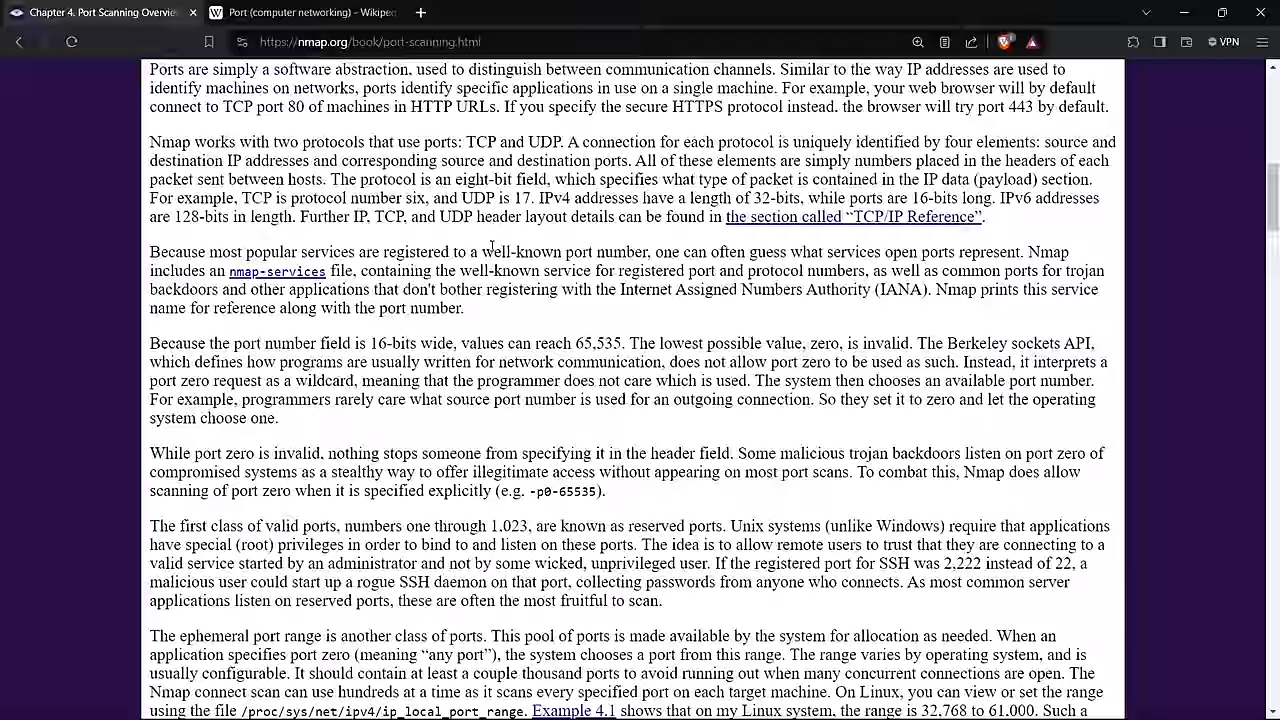 Chapter 4. Port Scanning Overvie
Port (computer networking) - Wikipe
https://nmap.org/book/port-scanning.html
VPN
Ports are simply a software abstraction, used to distinguish between communication channels. Similar to the way IP addresses are used to
identify machines on networks, ports identify specific applications in use on a single machine. For example, your web browser will by default
connect to TCP port 80 of machines in HTTP URLs. If you specify the secure HTTPS protocol instead, the browser will try port 443 by default.
Nmap works with two protocols that use ports: TCP and UDP. A connection for each protocol is uniquely identified by four elements: source and
destination IP addresses and corresponding source and destination ports. All of these elements are simply numbers placed in the headers of each
packet sent between hosts. The protocol is an eight-bit field, which specifies what type of packet is contained in the IP data (payload) section.
For example, TCP is protocol number six, and UDP is 17. IPv4 addresses have a length of 32-bits, while ports are 16-bits long. IPv6 addresses
are 128-bits in length. Further IP, TCP, and UDP header layout details can be found in the section called “TCP/IP Reference”.
Because most popular services are registered to a well-known port number, one can often guess what services open ports represent. Nmap
includes an nmap-services file, containing the well-known service for registered port and protocol numbers, as well as common ports for trojan
backdoors and other applications that don't bother registering with the Internet Assigned Numbers Authority (IANA). Nmap prints this service
name for reference along with the port number.
Because the port number field is 16-bits wide, values can reach 65,535. The lowest possible value, zero, is invalid. The Berkeley sockets API,
which defines how programs are usually written for network communication, does not allow port zero to be used as such. Instead, it interprets a
port zero request as a wildcard, meaning that the programmer does not care which is used. The system then chooses an available port number.
For example, programmers rarely care what source port number is used for an outgoing connection. So they set it to zero and let the operating
system choose one.
While port zero is invalid, nothing stops someone from specifying it in the header field. Some malicious trojan backdoors listen on port zero of
compromised systems as a stealthy way to offer illegitimate access without appearing on most port scans. To combat this, Nmap does allow
scanning of port zero when it is specified explicitly (e.g. -p0-65535).
The first class of valid ports, numbers one through 1,023, are known as reserved ports. Unix systems (unlike Windows) require that applications
have special (root) privileges in order to bind to and listen on these ports. The idea is to allow remote users to trust that they are connecting to a
valid service started by an administrator and not by some wicked, unprivileged user. If the registered port for SSH was 2,222 instead of 22, a
malicious user could start up a rogue SSH daemon on that port, collecting passwords from anyone who connects. As most common server
applications listen on reserved ports, these are often the most fruitful to scan.
The ephemeral port range is another class of ports. This pool of ports is made available by the system for allocation as needed. When an
application specifies port zero (meaning “any port”), the system chooses a port from this range. The range varies by operating system, and is
usually configurable. It should contain at least a couple thousand ports to avoid running out when many concurrent connections are open. The
Nmap connect scan can use hundreds at a time as it scans every specified port on each target machine. On Linux, you can view or set the range
using the file /proc/sys/net/ipv4/ip_local_port_range. Example 4.1 shows that on my Linux system, the range is 32,768 to 61,000. Such a